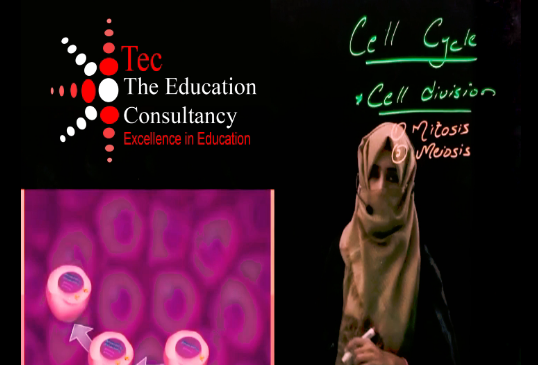 Tec
The Education
Consultancy
Excellence in Education
Cell Cycle
* Cell division
① Mitosis
② Meiosis